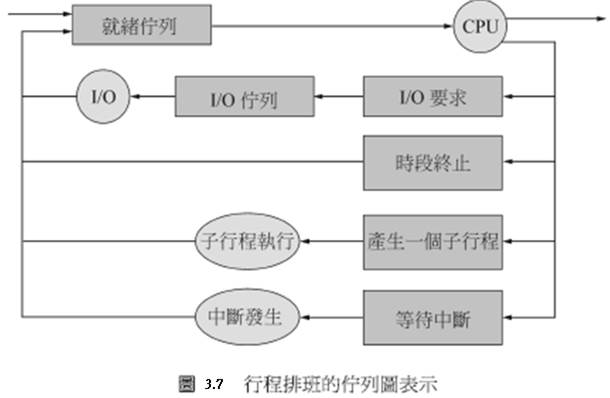 就緒佇列
CPU
I/O
I/O 佇列
I/O 要求
時段終止
子行程執行
產生一個子行程
中斷發生
等待中斷
圖 3.7 行程排班的佇列圖表示